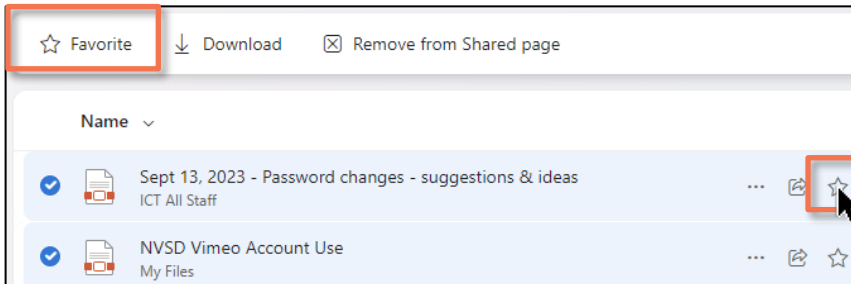 Favorite Download Remove from Shared page
Name
Sept 13, 2023 - Password changes - suggestions & ideas
ICT All Staff
NVSD Vimeo Account Use
My Files